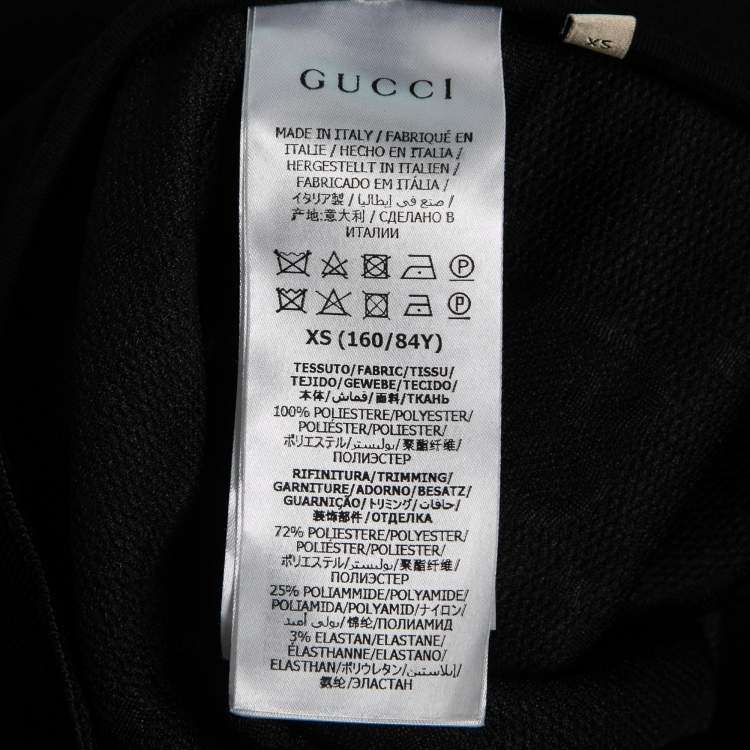 XS
GUCCI
MADE IN ITALY / FABRIQUÉ EN
ITALIE / HECHO EN ITALIA /
HERGESTELLT IN ITALIEN /
FABRICADO EM ITÁLIA /
イタリア製 / صنع في إيطاليا /
产地:意大利 / СДЕЛАНО В
ИТАЛИИ
P
P
XS (160/84Y)
TESSUTO/FABRIC/TISSU/
TEJIDO/GEWEBE/TECIDO/
本体/قماش/面料/ТКАНЬ
100% POLIESTERE/POLYESTER/
POLIÉSTER/POLIESTER/
ポリエステル/بوليستر/聚酯纤维/
ПОЛИЭСТЕР
RIFINITURA/TRIMMING/
GARNITURE/ADORNO/BESATZ/
GUARNIÇÃO/トリミング/حافات/
装饰部件/ОТДЕЛКА
72% POLIESTERE/POLYESTER/
POLIÉSTER/POLIESTER/
ポリエステル/بوليستر/聚酯纤维/
ПОЛИЭСТЕР
25% POLIAMMIDE/POLYAMIDE/
POLIAMIDA/POLYAMID/ナイロン/
بولي أميد/锦纶/ПОЛИАМИД
3% ELASTAN/ELASTANE/
ÉLASTHANNE/ELASTANO/
ELASTHAN/ポリウレタン/إيلاستين/
氨纶/ЭЛАСТАН